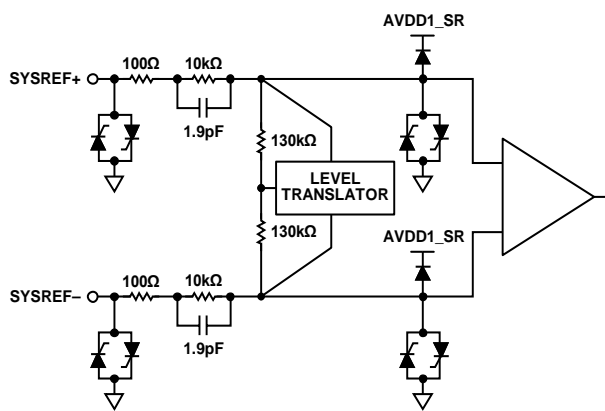 AVDD1_SR
100Ω
10kΩ
SYSREF+
1.9pF
130kΩ
LEVEL
TRANSLATOR
130kΩ
AVDD1_SR
100Ω
10kΩ
SYSREF–
1.9pF